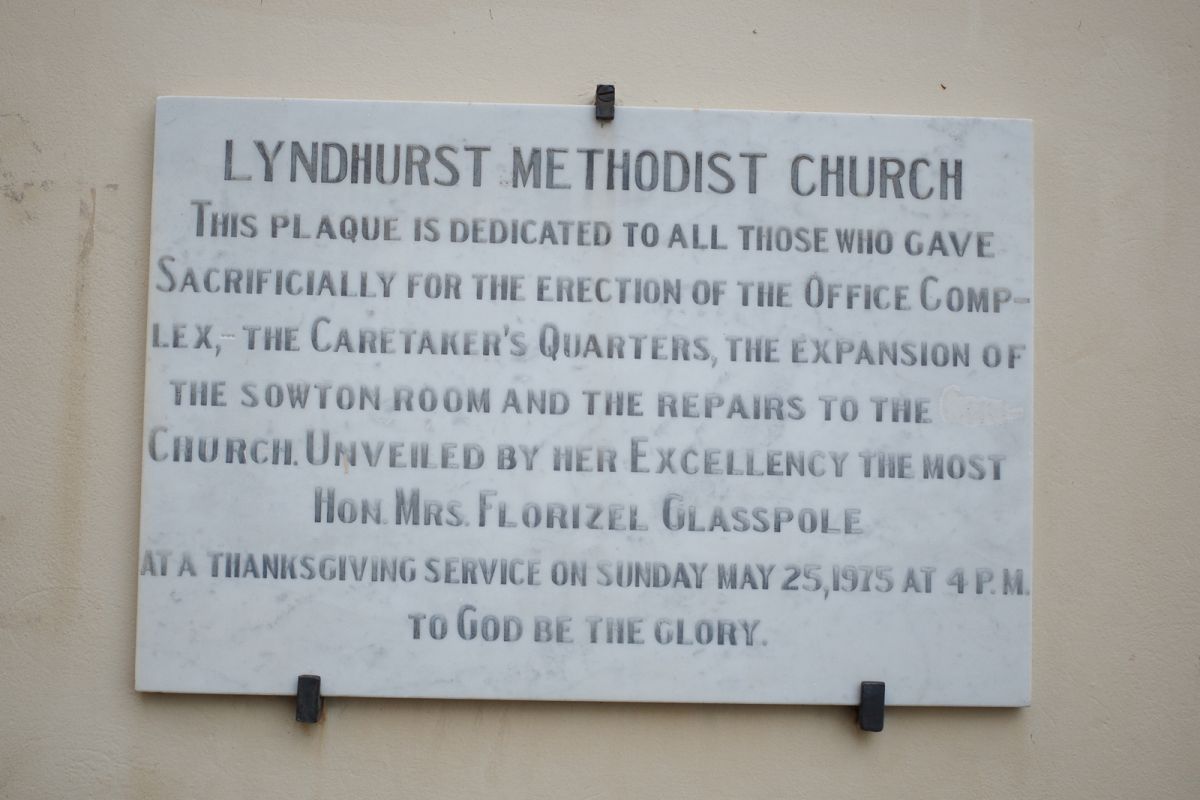 LYNDHURST METHODIST CHURCH
THIS PLAQUE IS DEDICATED TO ALL THOSE WHO GAVE
SACRIFICIALLY FOR THE ERECTION OF THE OFFICE COMP-
LEX,- THE CARETAKER'S QUARTERS, THE EXPANSION OF
THE SOWTON ROOM AND THE REPAIRS TO THE
CHURCH. UNVEILED BY HER EXCELLENCY THE MOST
HON. MRS. FLORIZEL GLASSPOLE
AT A THANKSGIVING SERVICE ON SUNDAY MAY 25, 1975 AT 4 P.M.
TO GOD BE THE GLORY.